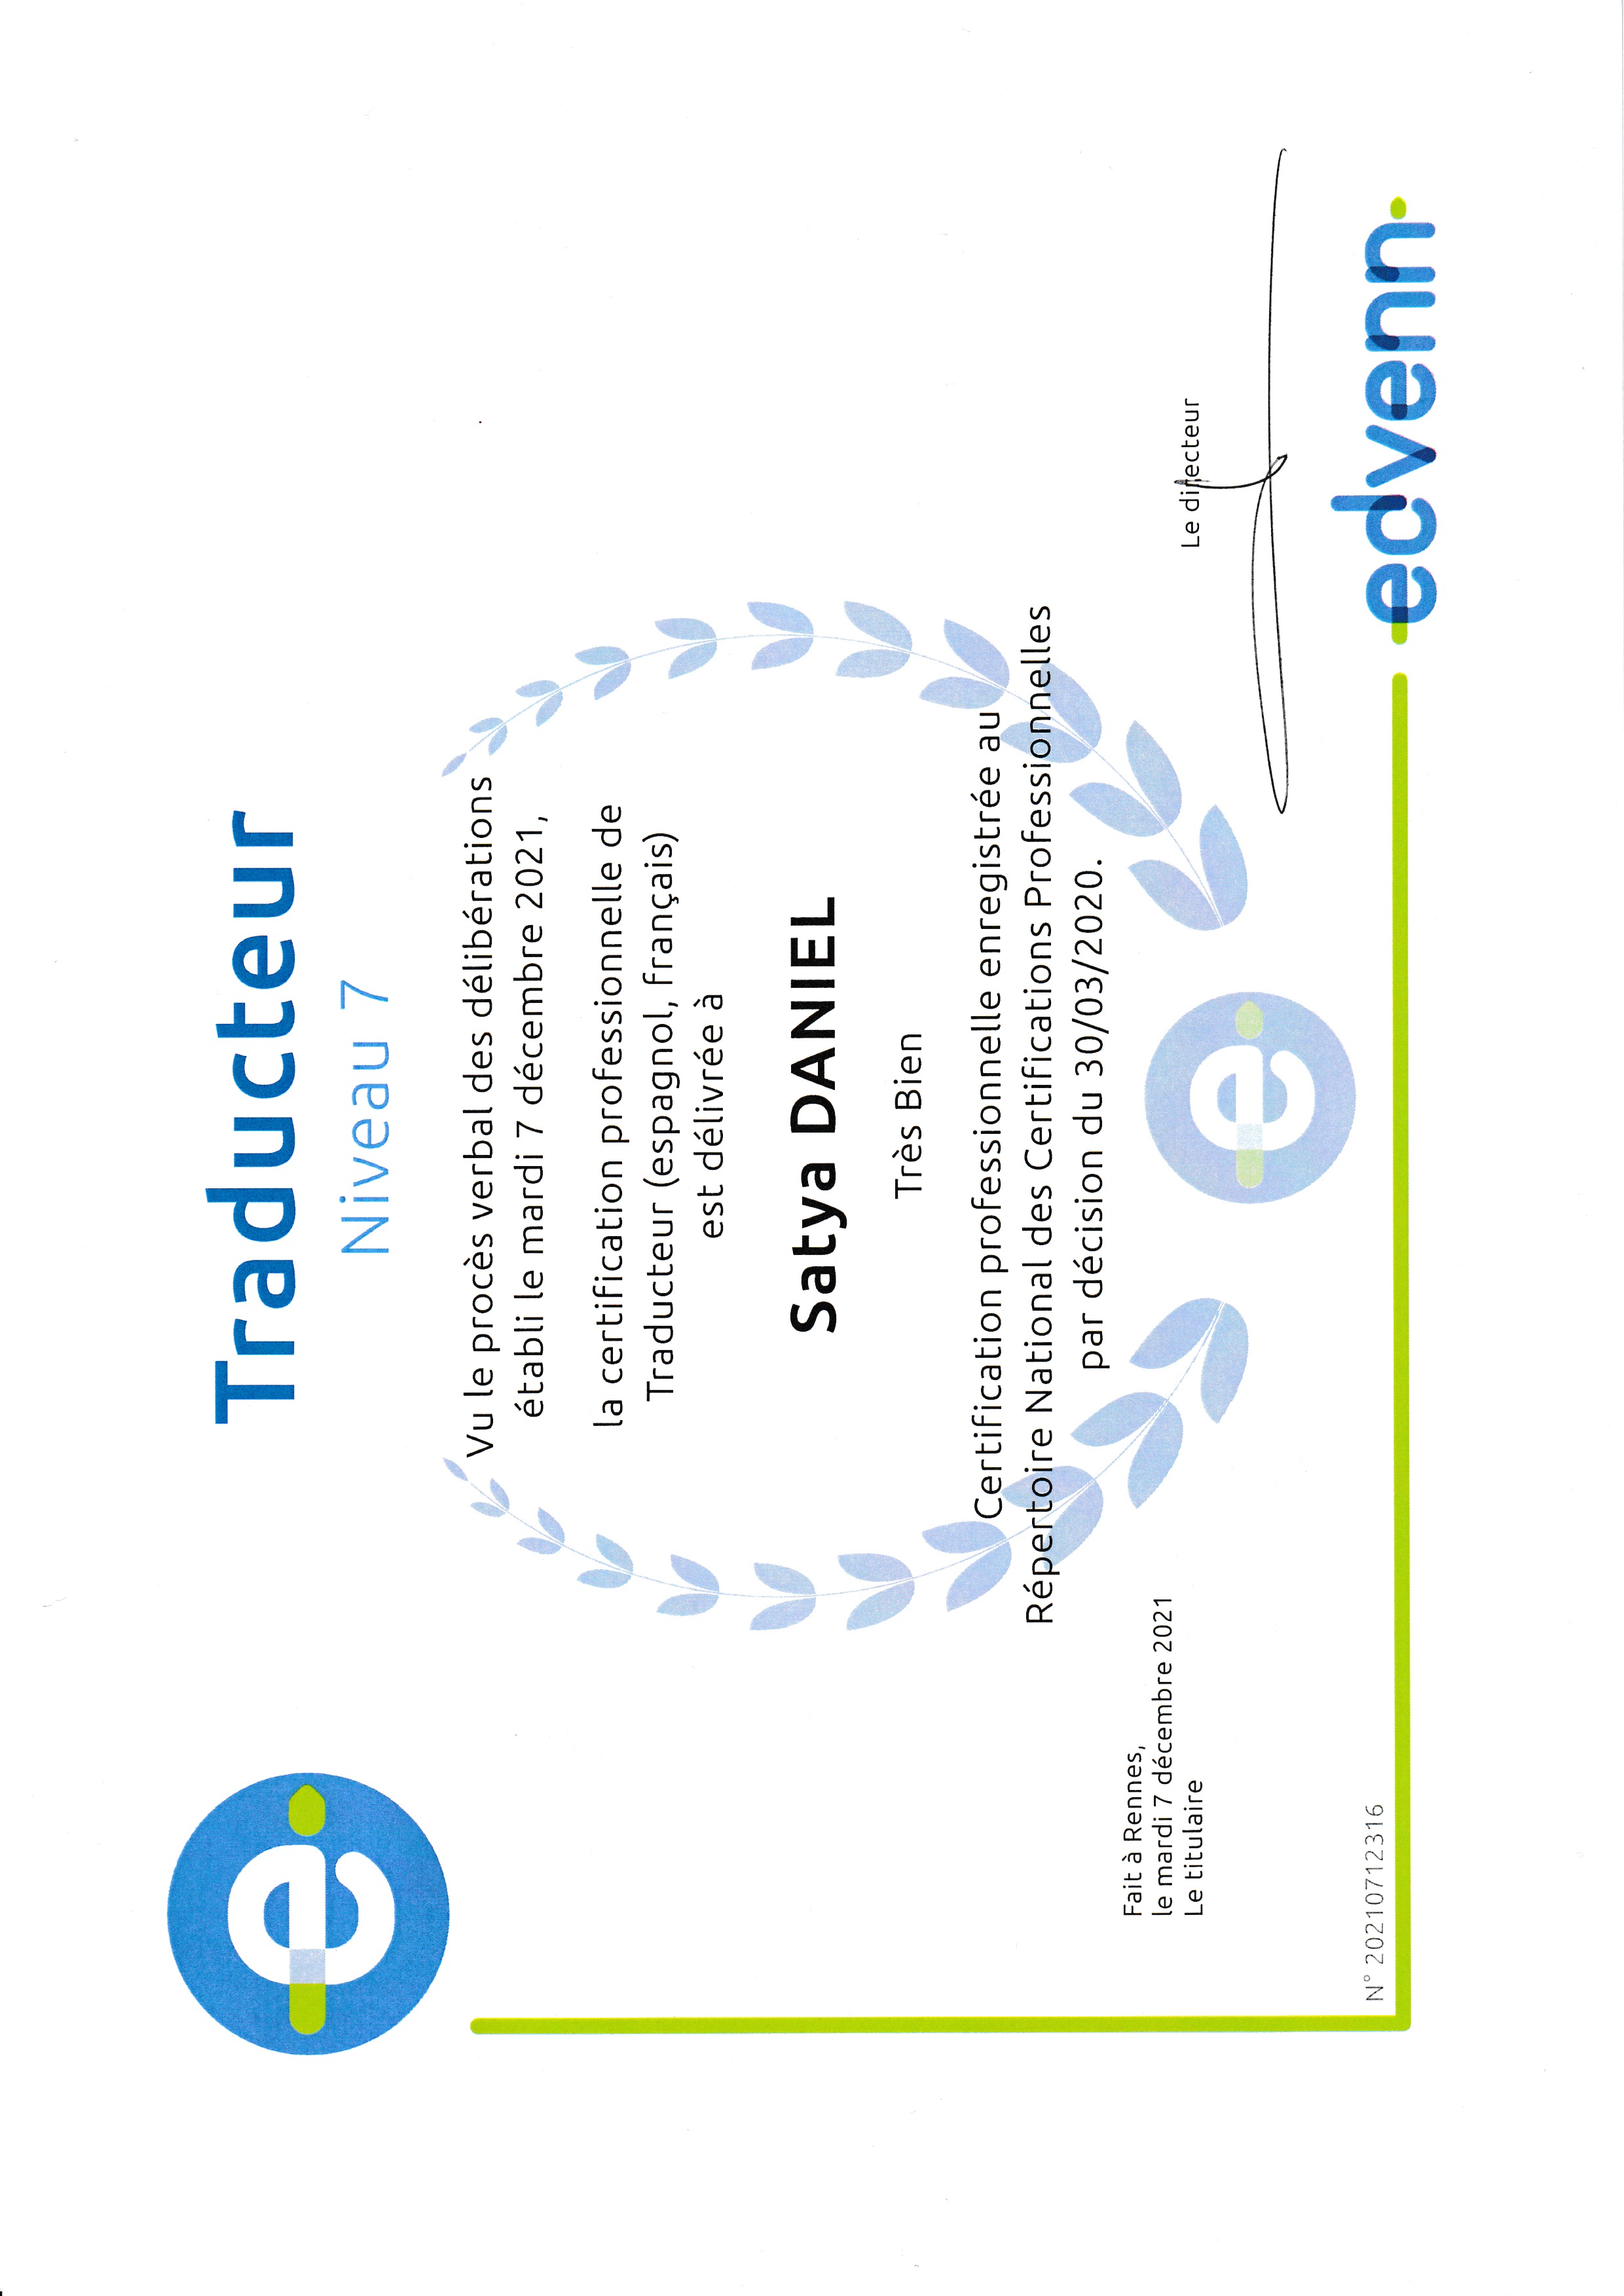 Traducteur
Niveau 7
Vu le procès verbal des délibérations
établi le mardi 7 décembre 2021,
la certification professionnelle de
Traducteur (espagnol, français)
est délivrée à
Satya DANIEL
Très Bien
Certification professionnelle enregistrée au
Répertoire National des Certifications Professionnelles
par décision du 30/03/2020.
Fait à Rennes,
le mardi 7 décembre 2021
Le titulaire
Le directeur
N° 20210712316
edvenn